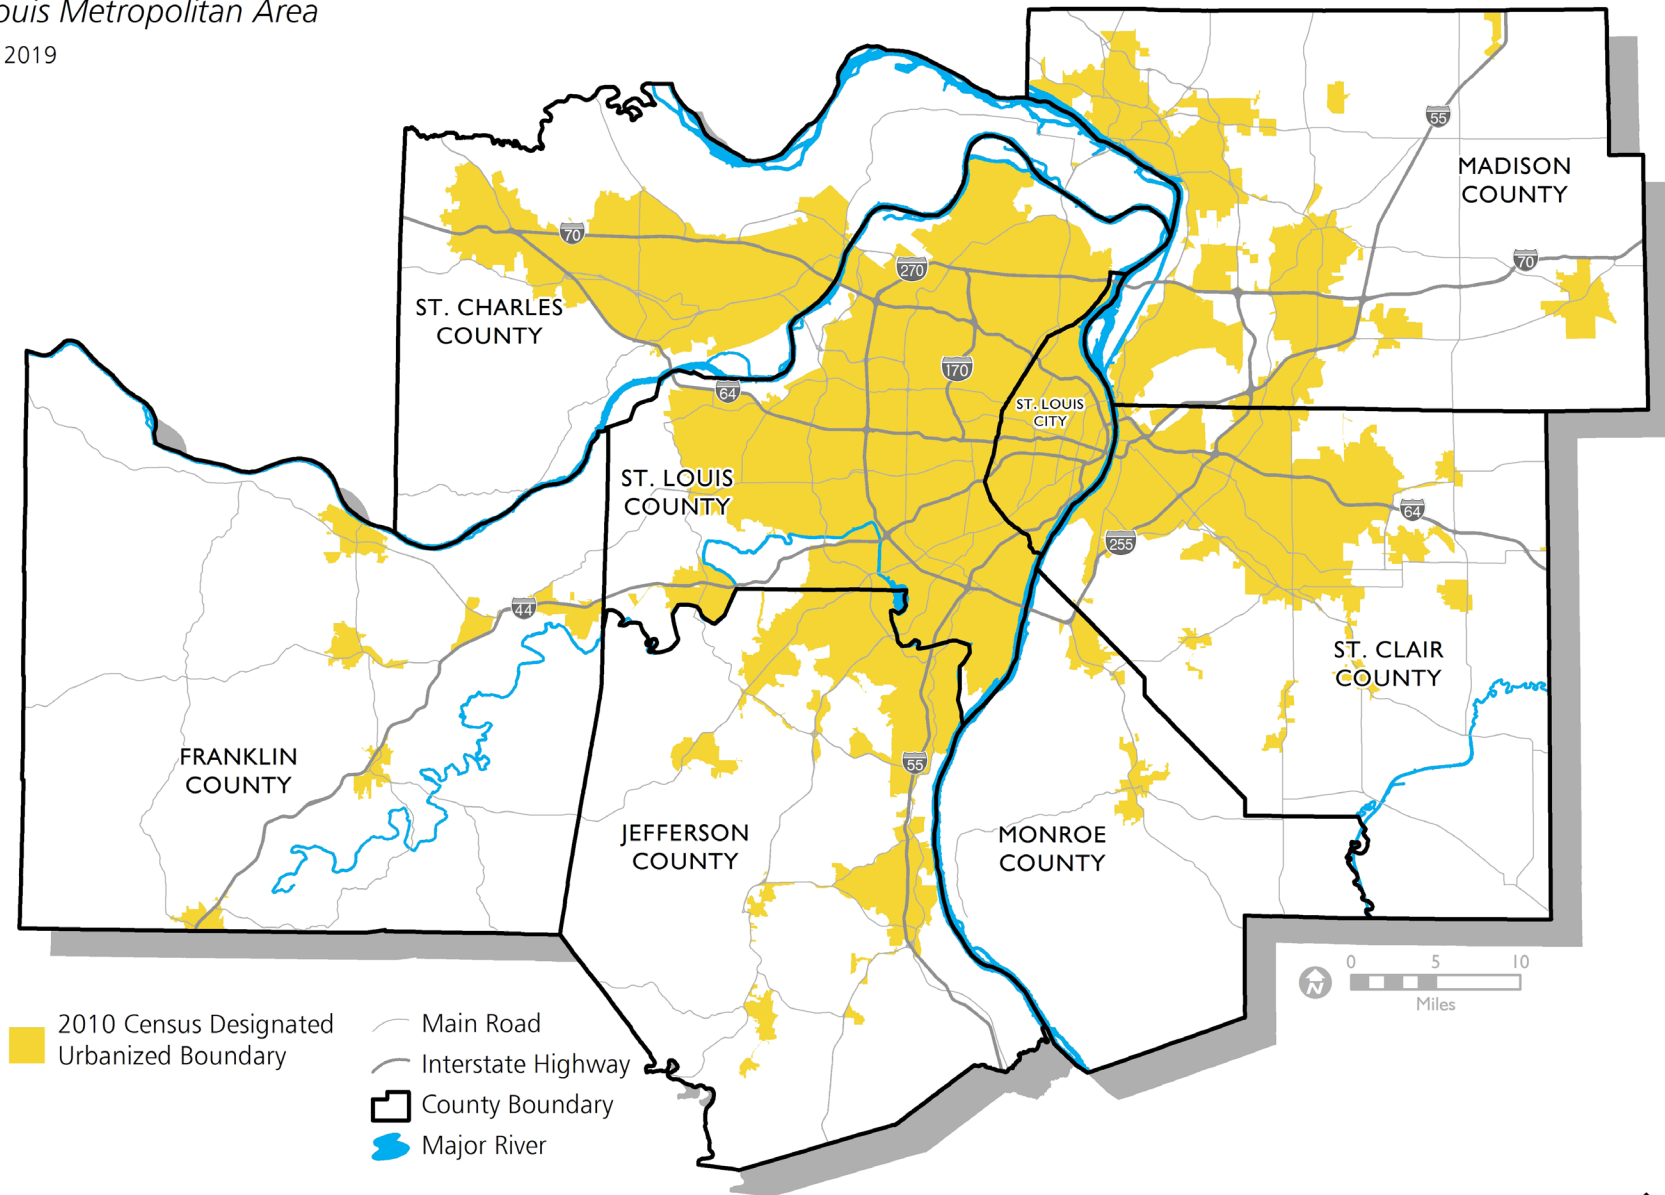 ouis Metropolitan Area
2019
55
MADISON
COUNTY
70
70
270
ST. CHARLES
COUNTY
170
64
ST. LOUIS
CITY
ST. LOUIS
COUNTY
64
255
44
ST. CLAIR
COUNTY
FRANKLIN
COUNTY
55
JEFFERSON
COUNTY
MONROE
COUNTY
0 5 10
N
Miles
2010 Census Designated
Urbanized Boundary
Main Road
Interstate Highway
County Boundary
Major River